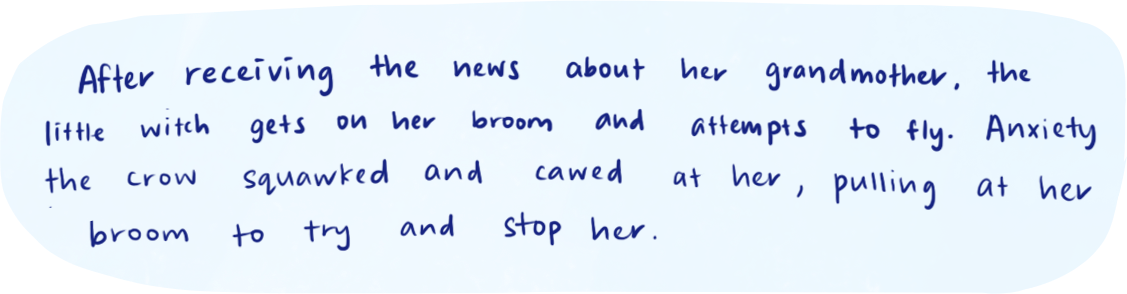 After receiving the news about her grandmother, the
little witch gets on her broom and attempts to fly. Anxiety
the crow squawked and cawed at her, pulling at her
broom to try and stop her.